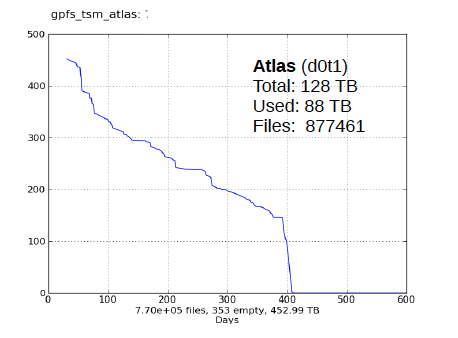 gpfs_tsm_atlas:
500
400
300
200
100
0
Atlas (d0t1)
Total: 128 TB
Used: 88 TB
Files: 877461
0 100 200 300 400 500 600
7.70e+05 files, 353 empty, 452.99 TB
Days